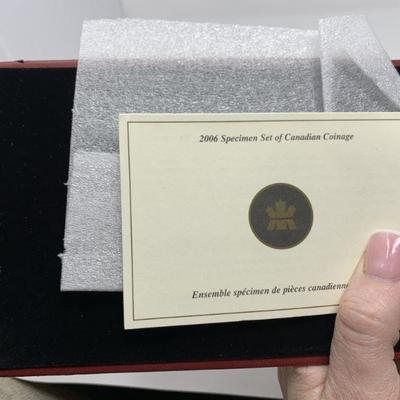 2006 Specimen Set of Canadian Coinage
Ensemble spécimen de pièces canadienne